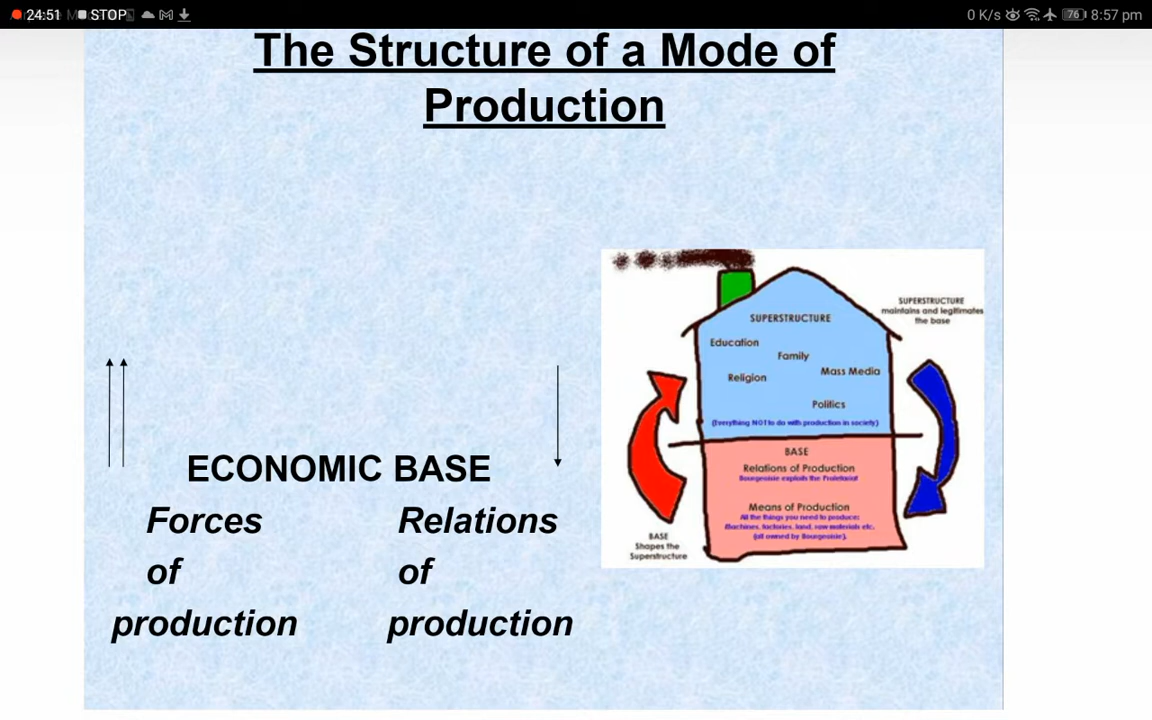 24:51 STOP
0 K/s 76 8:57 pm
The Structure of a Mode of
Production
SUPERSTRUCTURE
maintains and legitimates
the base
SUPERSTRUCTURE
Education
Family
Religion
Mass Media
Politics
(Everything NOT to do with production in society)
BASE
Relations of Production
Bourgeoisie exploits the Proletariat
Means of Production
All the things you need to produce:
Machines, factories, land, raw materials etc.
(all owned by Bourgeoisie).
BASE
Shapes the
Superstructure
ECONOMIC BASE
Forces Relations
of of
production production